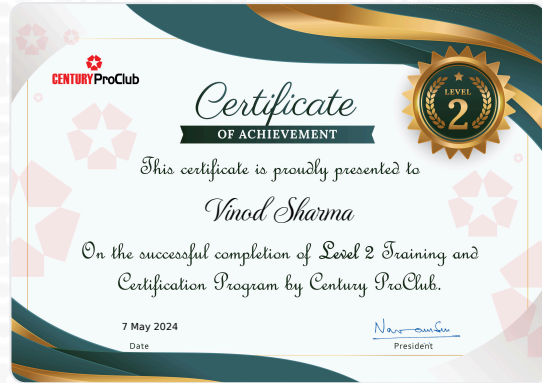 CENTURY ProClub
LEVEL
2
Certificate
OF ACHIEVEMENT
This certificate is proudly presented to
Vinod Sharma
On the successful completion of Level 2 Training and
Certification Program by Century ProClub.
7 May 2024
Date
President